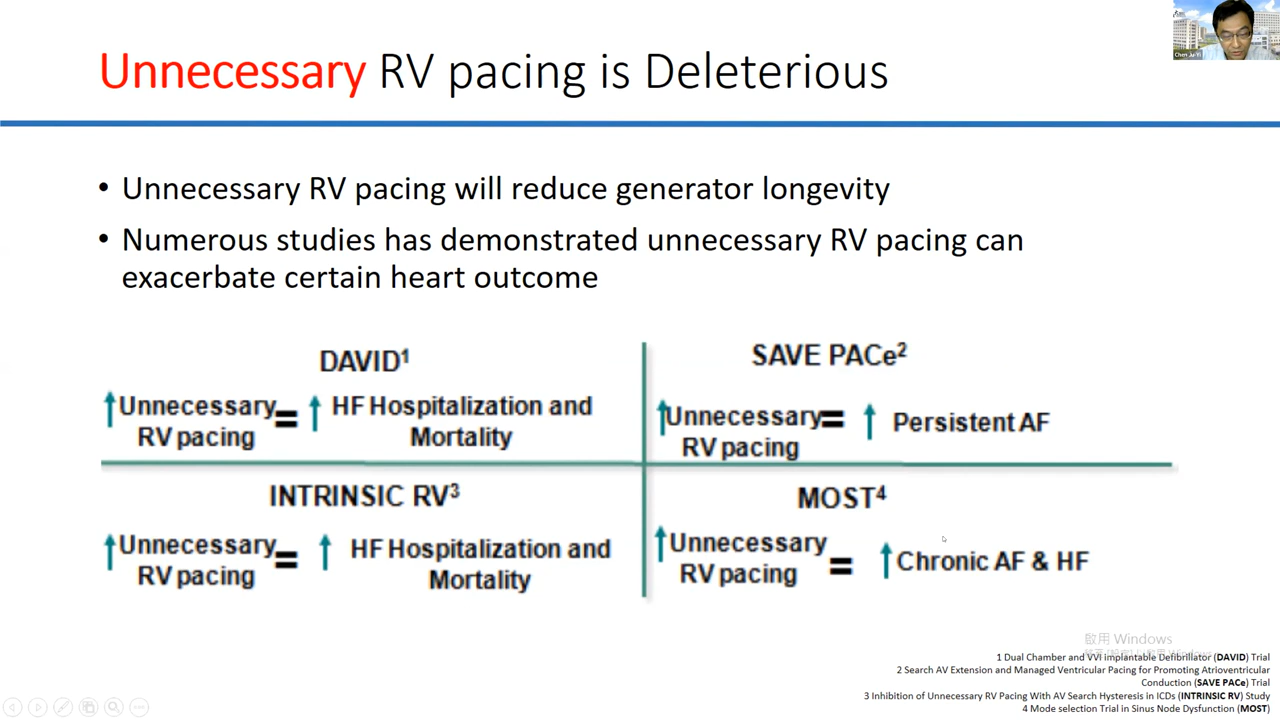 Unnecessary RV pacing is Deleterious
• Unnecessary RV pacing will reduce generator longevity
• Numerous studies has demonstrated unnecessary RV pacing can
exacerbate certain heart outcome
DAVID¹
↑Unnecessary
RV pacing
= ↑ HF Hospitalization and
Mortality
SAVE PACe²
↑Unnecessary
RV pacing
= ↑ Persistent AF
INTRINSIC RV³
↑Unnecessary
RV pacing
= ↑ HF Hospitalization and
Mortality
MOST⁴
↑Unnecessary
RV pacing
= ↑Chronic AF & HF
啟用 Windows
1 Dual Chamber and VVI implantable Defibrillator (DAVID) Trial
2 Search AV Extension and Managed Ventricular Pacing for Promoting Atrioventricular
Conduction (SAVE PACe) Trial
3 Inhibition of Unnecessary RV Pacing With AV Search Hysteresis in ICDs (INTRINSIC RV) Study
4 Mode selection Trial in Sinus Node Dysfunction (MOST)